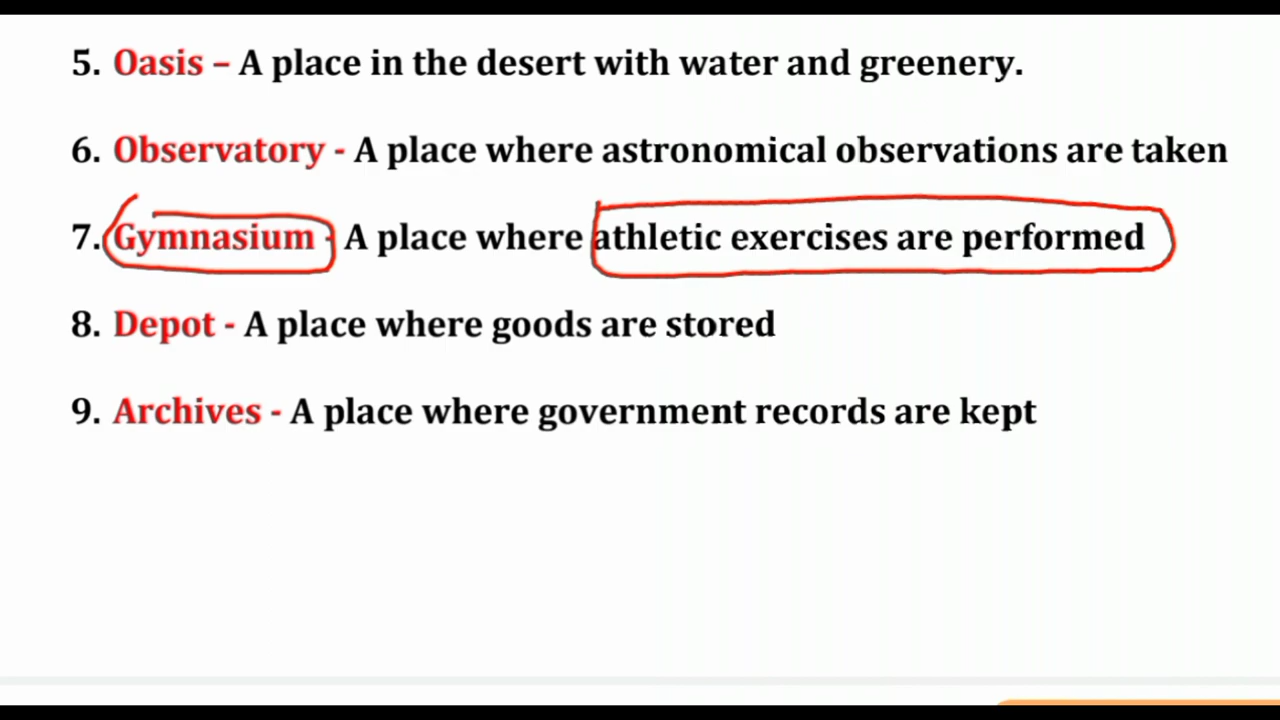 5. Oasis – A place in the desert with water and greenery.
6. Observatory - A place where astronomical observations are taken
7. Gymnasium - A place where athletic exercises are performed
8. Depot - A place where goods are stored
9. Archives - A place where government records are kept